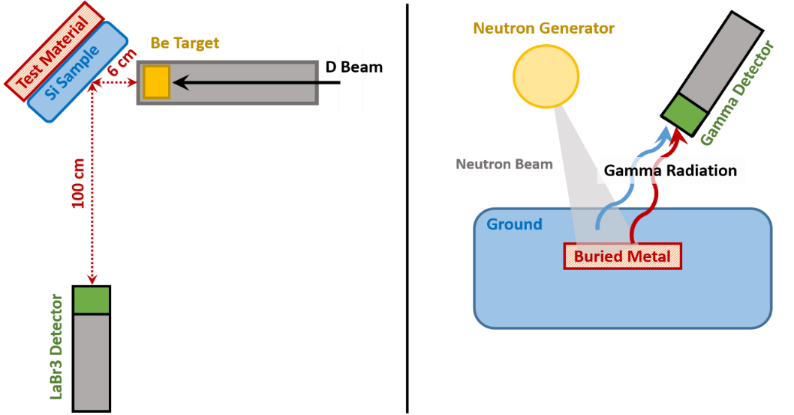 Test Material
Si Sample
6 cm
Be Target
D Beam
100 cm
LaBr3 Detector
Neutron Generator
Gamma Detector
Neutron Beam
Gamma Radiation
Ground
Buried Metal